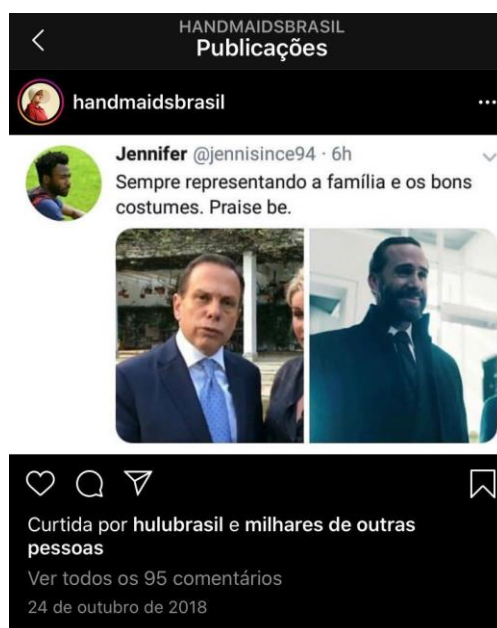 HANDMAIDSBRASIL
Publicações
handmaidsbrasil
Jennifer @jennisince94 · 6h
Sempre representando a família e os bons
costumes. Praise be.
Curtida por hulubrasil e milhares de outras
pessoas
Ver todos os 95 comentários
24 de outubro de 2018